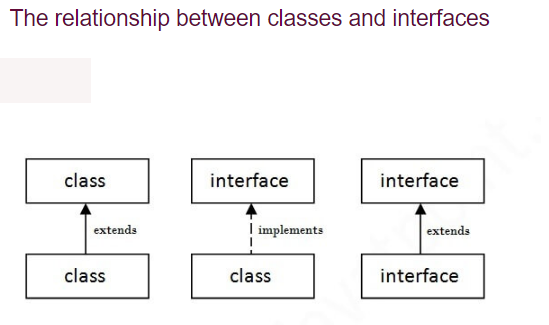 The relationship between classes and interfaces
class
interface
interface
extends
implements
extends
class
class
interface